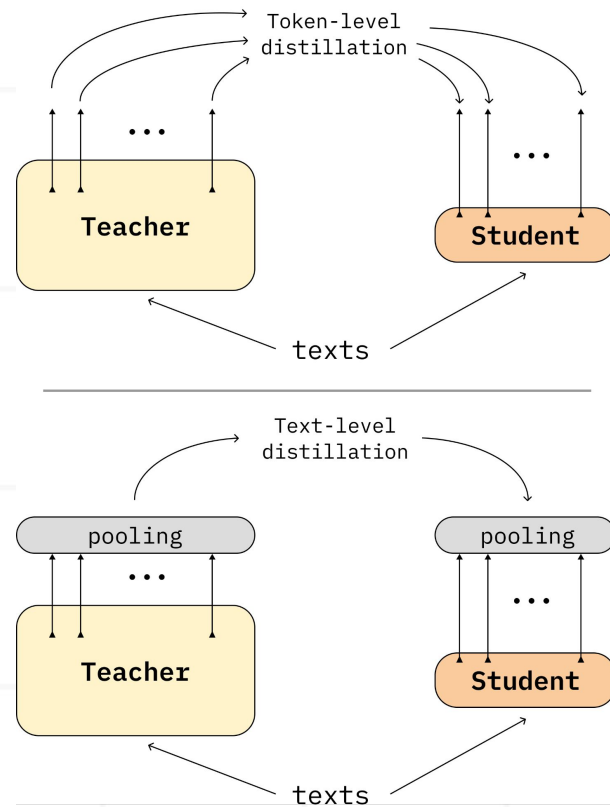 Token-level
distillation
...
Teacher
...
Student
texts
Text-level
distillation
pooling
pooling
...
...
Teacher
Student
texts